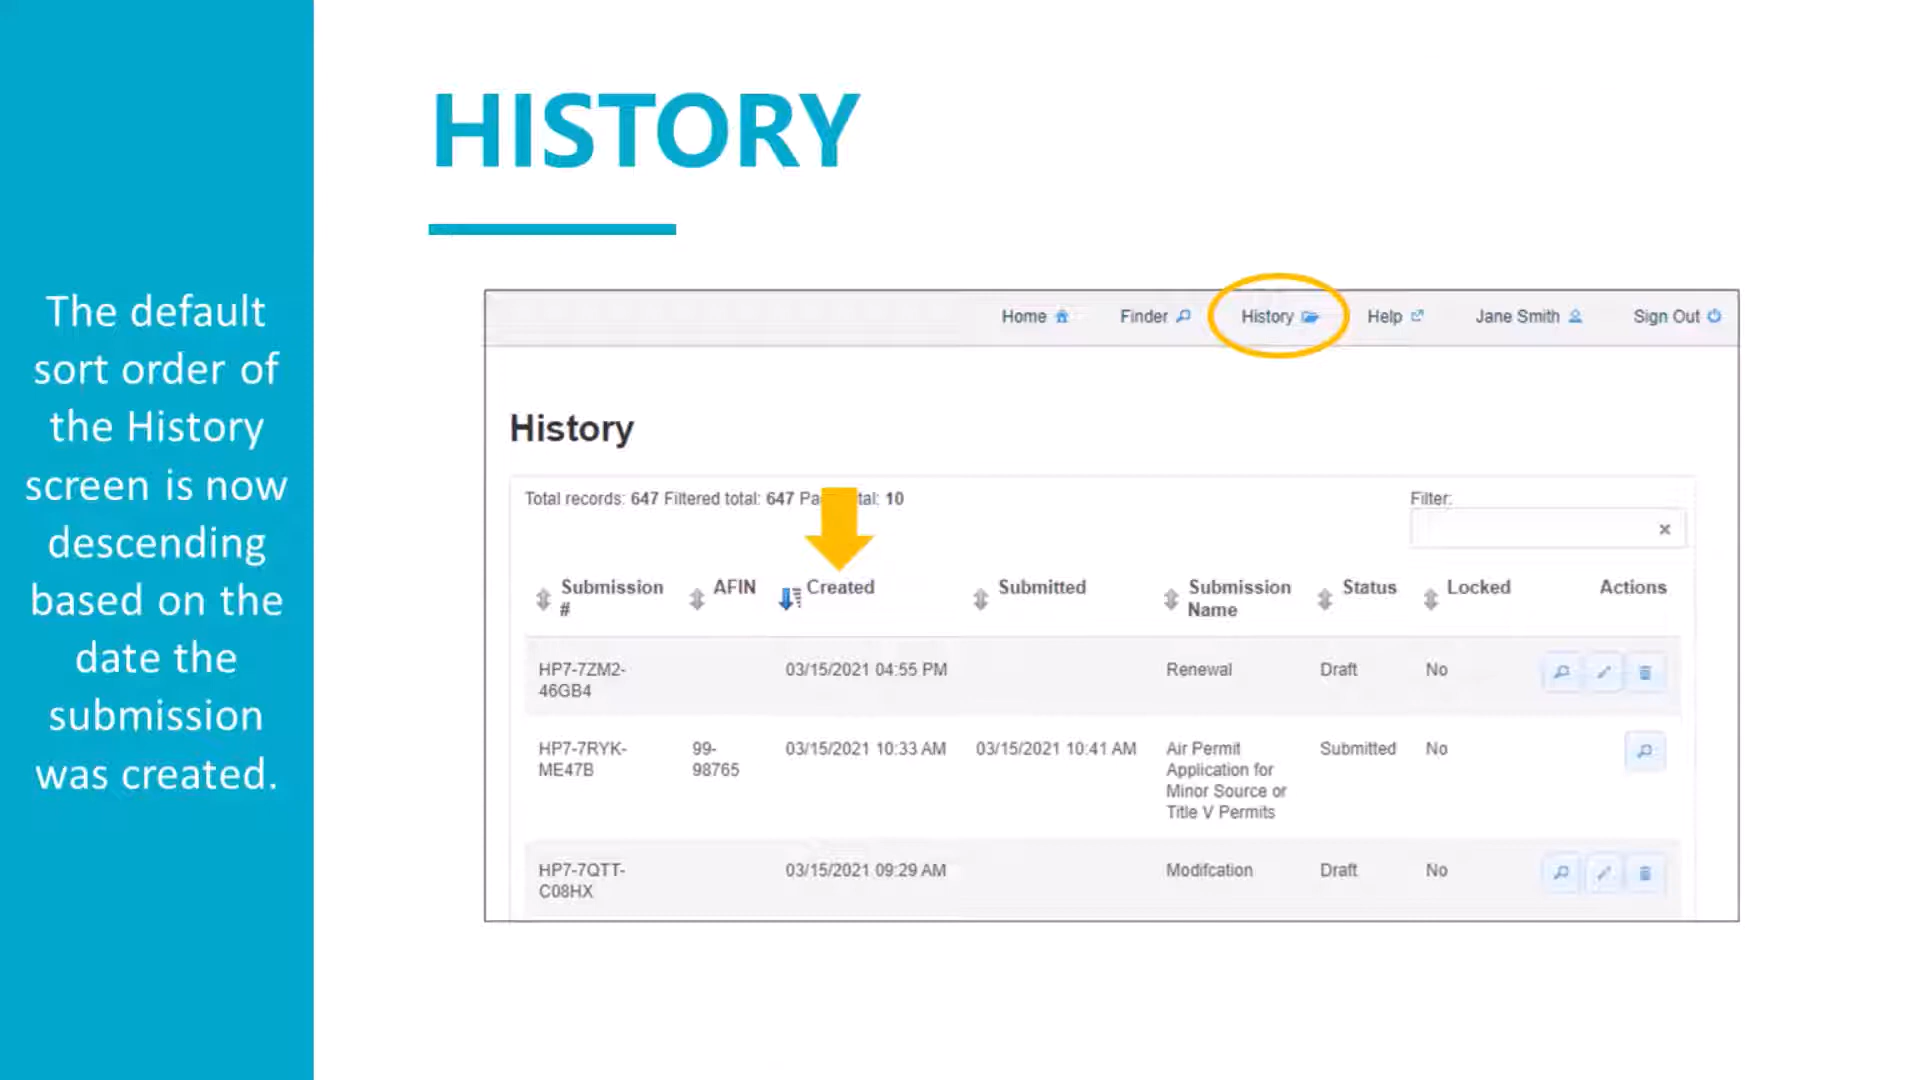 HISTORY
The default
sort order of
the History
screen is now
descending
based on the
date the
submission
was created.
Home Finder History Help Jane Smith Sign Out
History
Total records: 647 Filtered total: 647 tal: 10
Filter:
Submission # AFIN Created Submitted Submission Name Status Locked Actions
HP7-7ZM2- 03/15/2021 04:55 PM Renewal Draft No
46GB4
HP7-7RYK- 99- 03/15/2021 10:33 AM 03/15/2021 10:41 AM Air Permit Submitted No
ME47B 98765 Application for
Minor Source or
Title V Permits
HP7-7QTT- 03/15/2021 09:29 AM Modifcation Draft No
C08HX